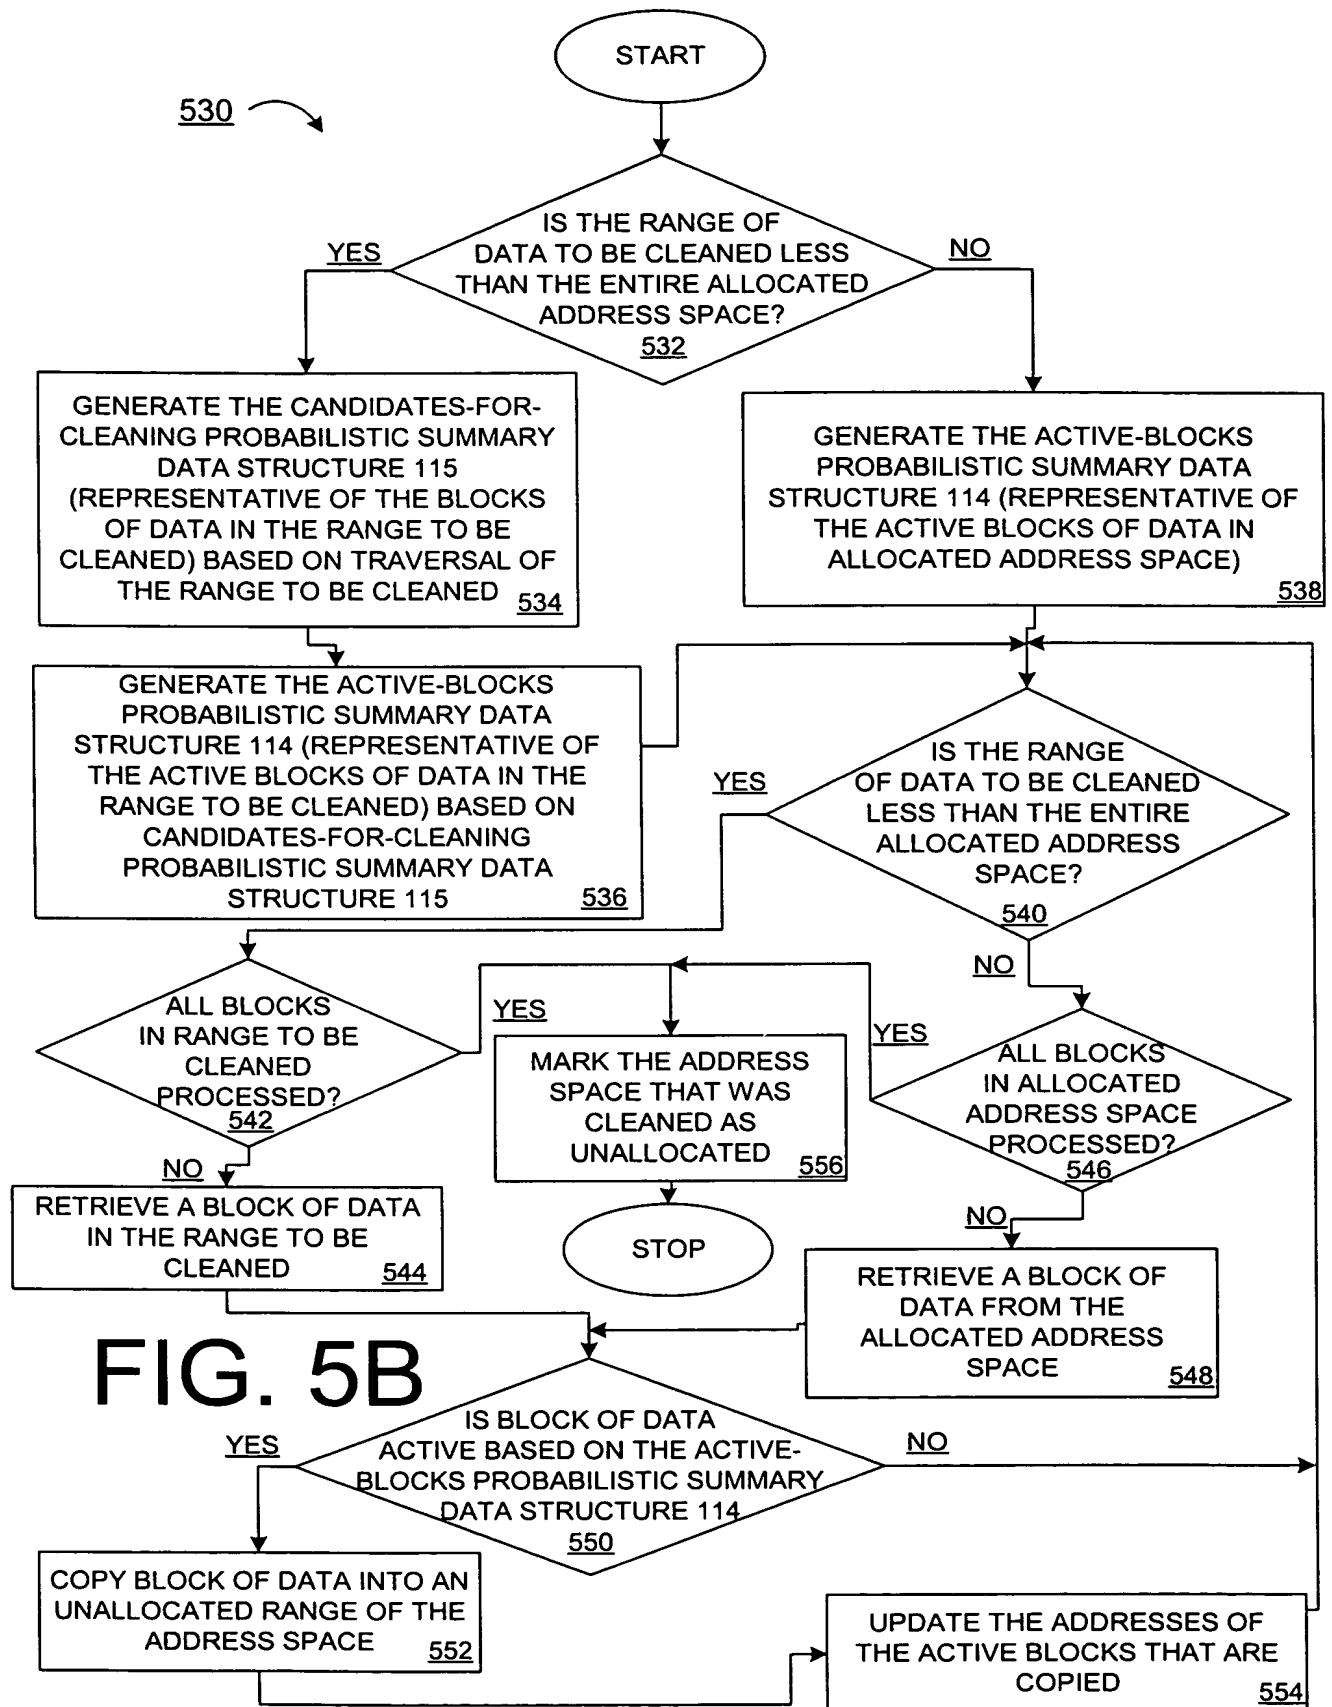 START
530
IS THE RANGE OF
DATA TO BE CLEANED LESS
THAN THE ENTIRE ALLOCATED
ADDRESS SPACE?
532
YES
NO
GENERATE THE CANDIDATES-FOR-
CLEANING PROBABILISTIC SUMMARY
DATA STRUCTURE 115
(REPRESENTATIVE OF THE BLOCKS
OF DATA IN THE RANGE TO BE
CLEANED) BASED ON TRAVERSAL OF
THE RANGE TO BE CLEANED
534
GENERATE THE ACTIVE-BLOCKS
PROBABILISTIC SUMMARY DATA
STRUCTURE 114 (REPRESENTATIVE OF
THE ACTIVE BLOCKS OF DATA IN
ALLOCATED ADDRESS SPACE)
538
GENERATE THE ACTIVE-BLOCKS
PROBABILISTIC SUMMARY DATA
STRUCTURE 114 (REPRESENTATIVE OF
THE ACTIVE BLOCKS OF DATA IN THE
RANGE TO BE CLEANED) BASED ON
CANDIDATES-FOR-CLEANING
PROBABILISTIC SUMMARY DATA
STRUCTURE 115
536
IS THE RANGE
OF DATA TO BE CLEANED
LESS THAN THE ENTIRE
ALLOCATED ADDRESS
SPACE?
540
YES
NO
ALL BLOCKS
IN RANGE TO BE
CLEANED
PROCESSED?
542
YES
NO
MARK THE ADDRESS
SPACE THAT WAS
CLEANED AS
UNALLOCATED
556
YES
ALL BLOCKS
IN ALLOCATED
ADDRESS SPACE
PROCESSED?
546
NO
RETRIEVE A BLOCK OF DATA
IN THE RANGE TO BE
CLEANED
544
STOP
RETRIEVE A BLOCK OF
DATA FROM THE
ALLOCATED ADDRESS
SPACE
548
FIG. 5B
IS BLOCK OF DATA
ACTIVE BASED ON THE ACTIVE-
BLOCKS PROBABILISTIC SUMMARY
DATA STRUCTURE 114
550
YES
NO
COPY BLOCK OF DATA INTO AN
UNALLOCATED RANGE OF THE
ADDRESS SPACE
552
UPDATE THE ADDRESSES OF
THE ACTIVE BLOCKS THAT ARE
COPIED
554